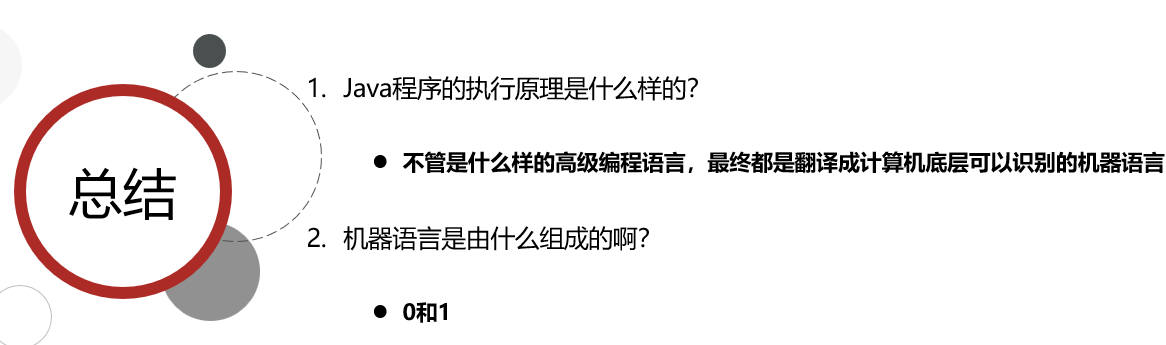 总结
1. Java程序的执行原理是什么样的？
● 不管是什么样的高级编程语言，最终都是翻译成计算机底层可以识别的机器语言
2. 机器语言是由什么组成的啊？
● 0和1